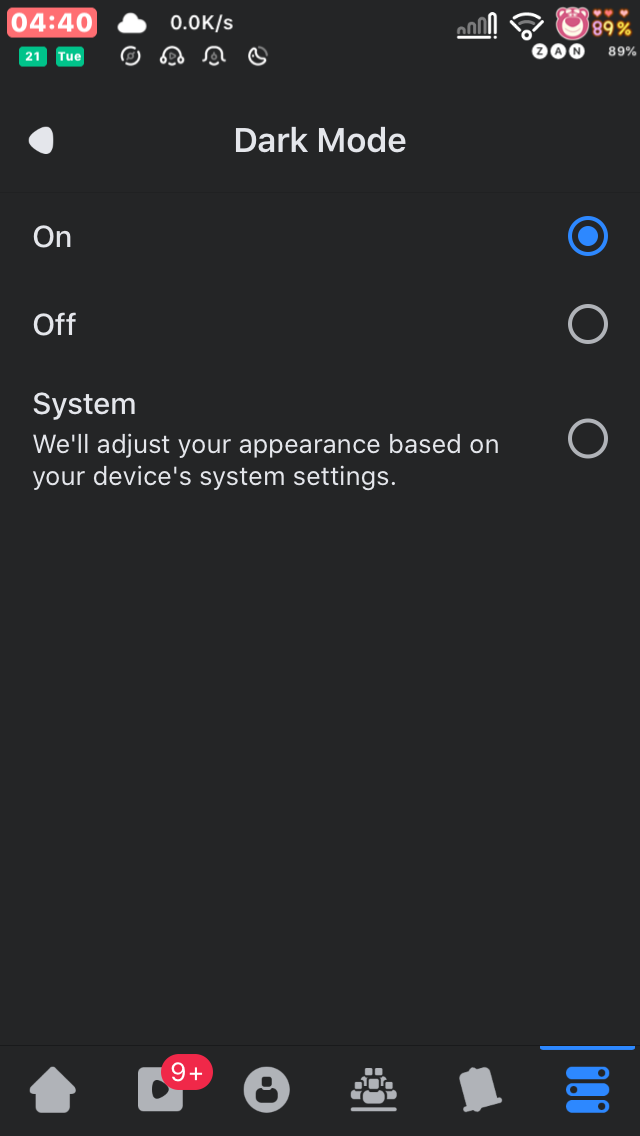 04:40
0.0K/s
89%
21 Tue
Z A N
89%
Dark Mode
On
Off
System
We'll adjust your appearance based on
your device's system settings.
9+